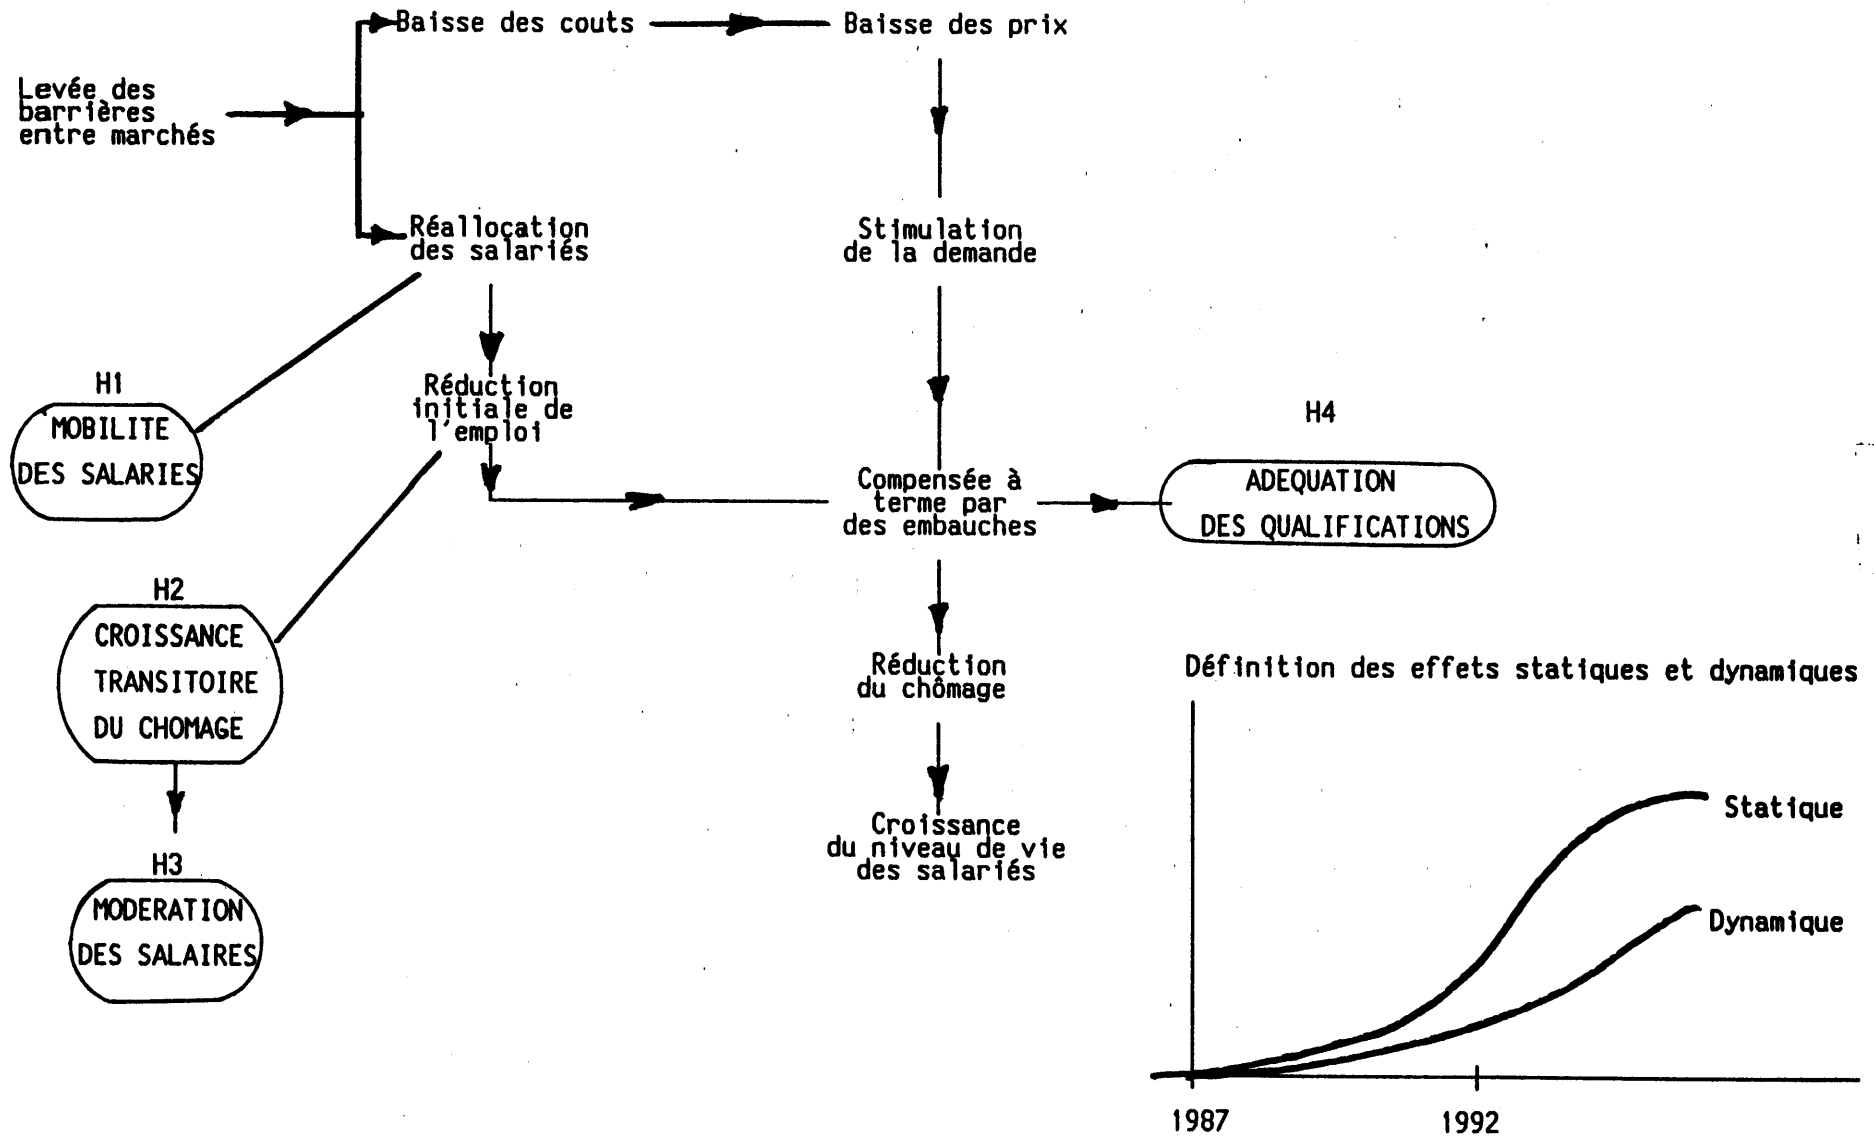 Baisse des couts
Baisse des prix
Levée des
barrières
entre marchés
Réallocation
des salariés
Stimulation
de la demande
H1
MOBILITE
DES SALARIES
Réduction
initiale de
l'emploi
Compensée à
terme par
des embauches
H4
ADEQUATION
DES QUALIFICATIONS
H2
CROISSANCE
TRANSITOIRE
DU CHOMAGE
Réduction
du chômage
H3
MODERATION
DES SALAIRES
Croissance
du niveau de vie
des salariés
Définition des effets statiques et dynamiques
Statique
Dynamique
1987
1992